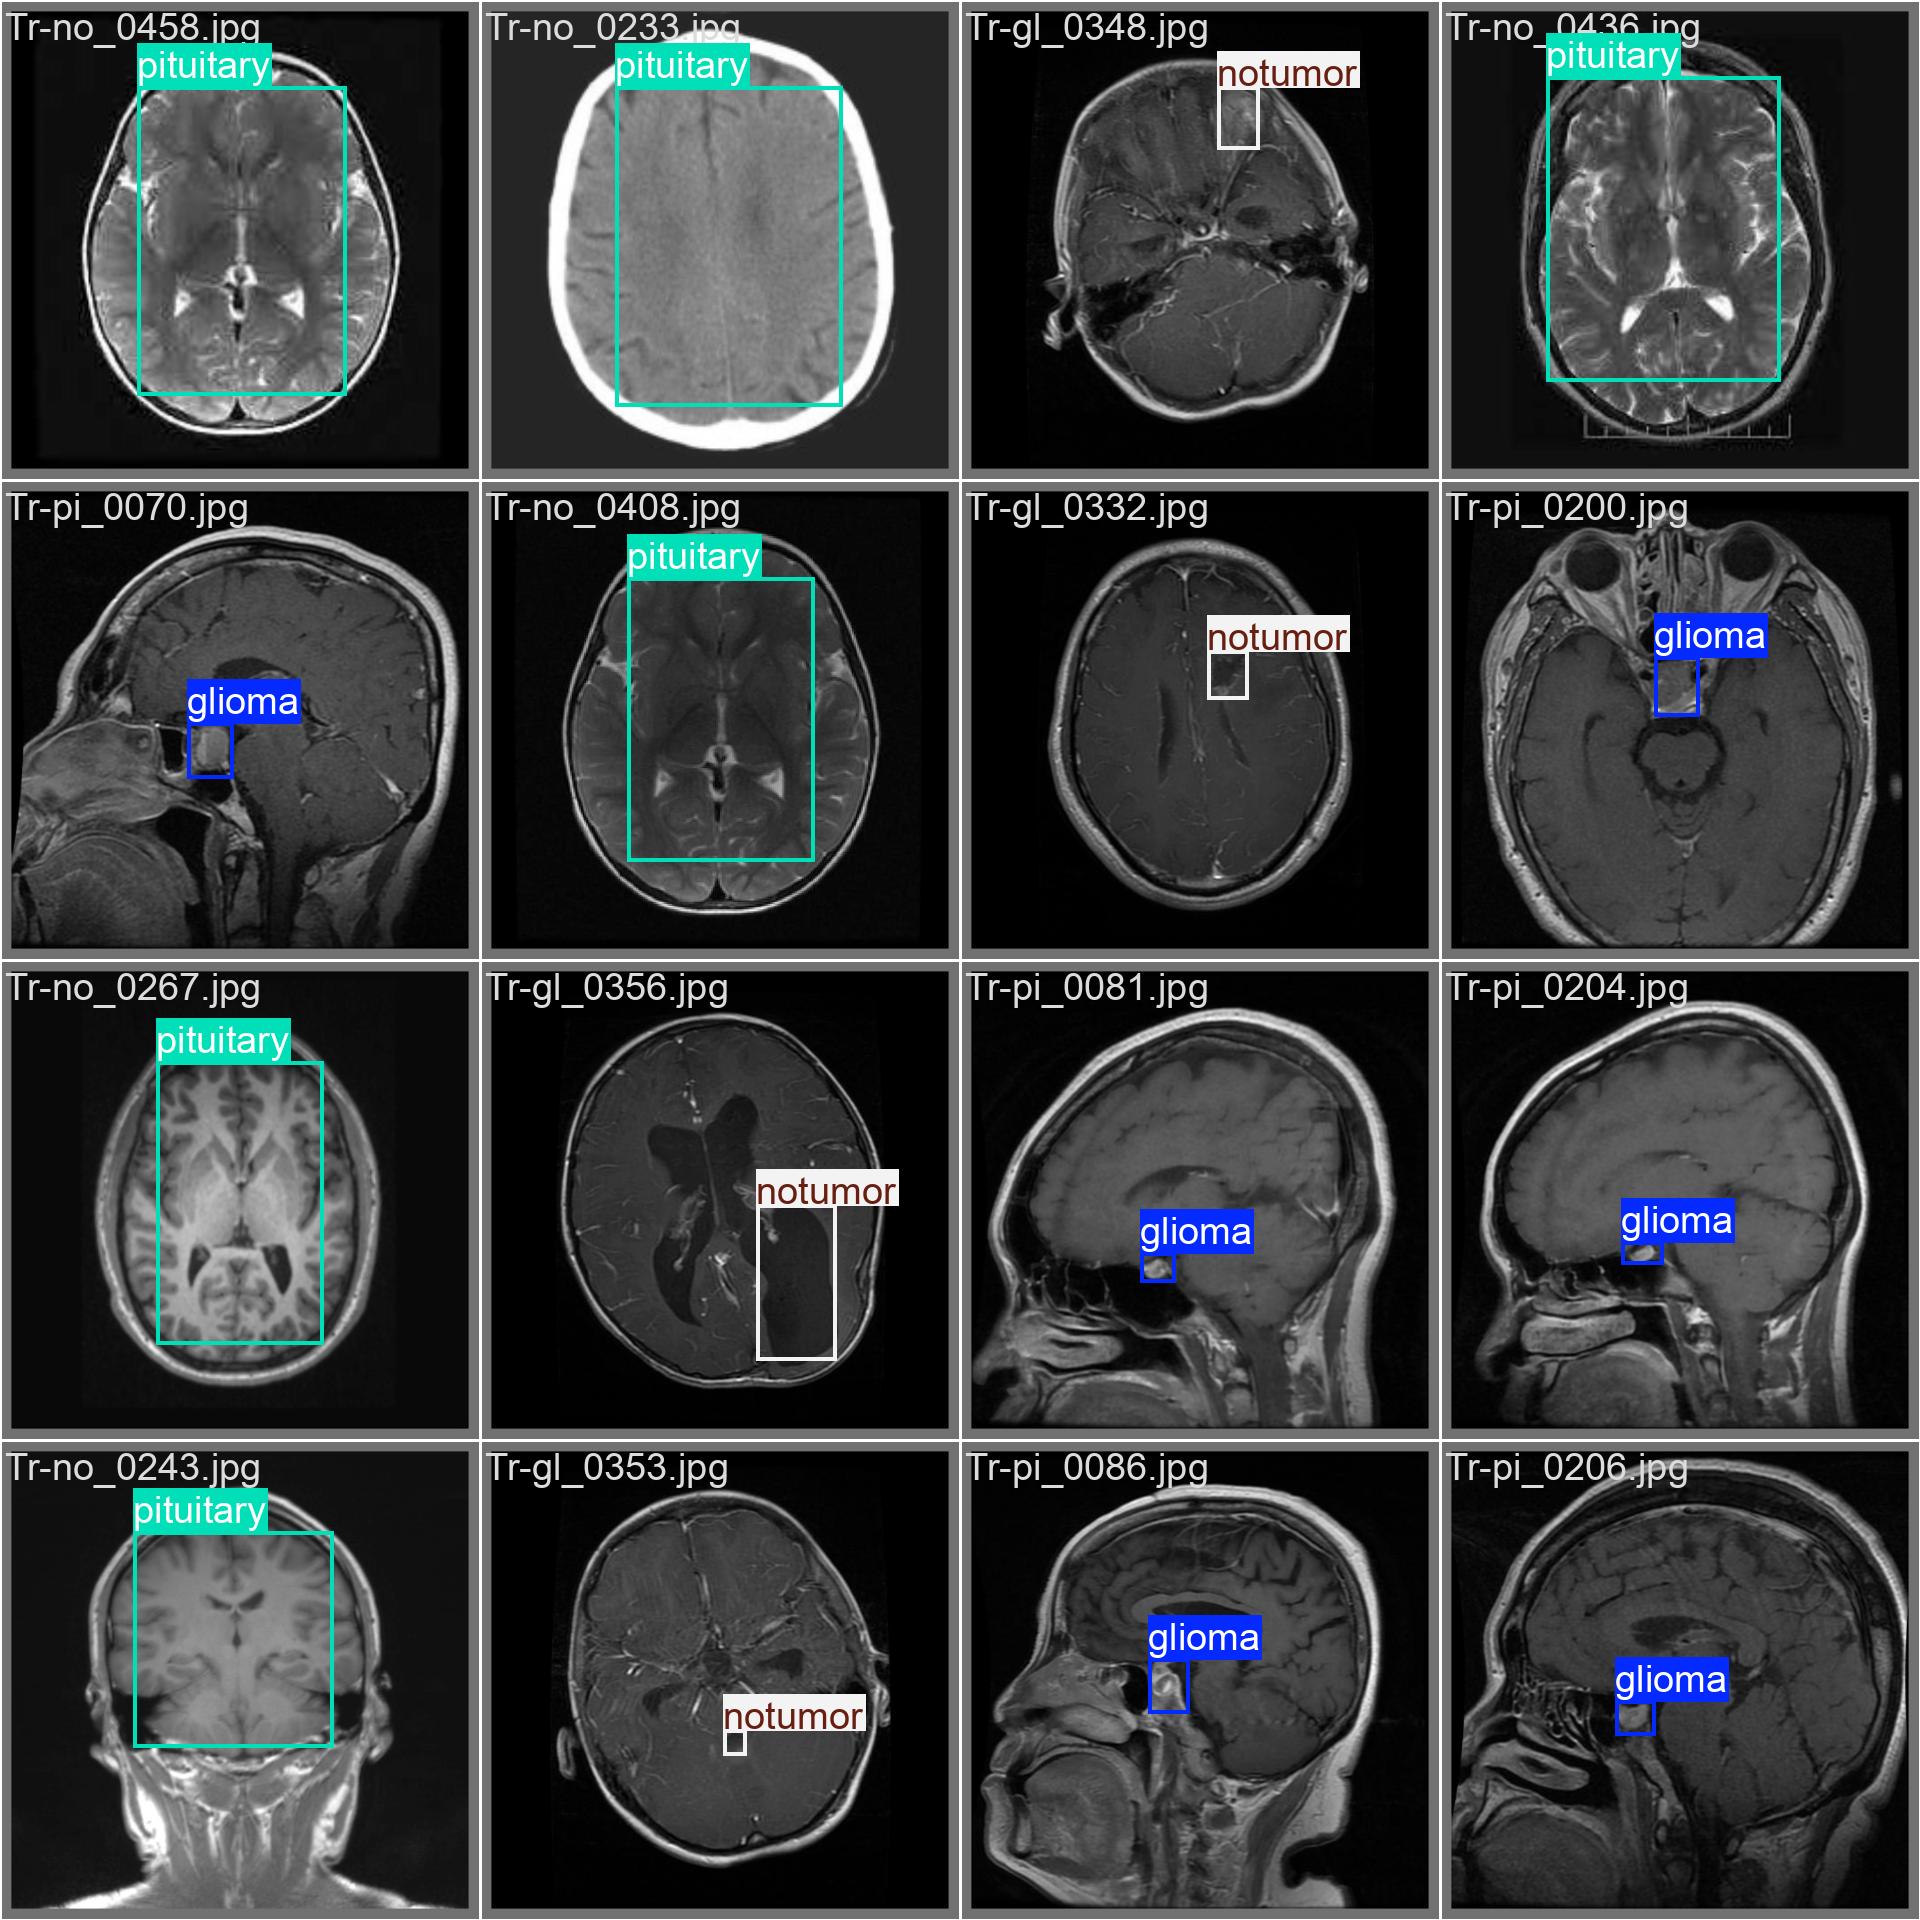 Tr-no_0458.jpg
pituitary
Tr-no_0233.jpg
pituitary
Tr-gl_0348.jpg
notumor
Tr-no_0436.jpg
pituitary
Tr-pi_0070.jpg
glioma
Tr-no_0408.jpg
pituitary
Tr-gl_0332.jpg
notumor
Tr-pi_0200.jpg
glioma
Tr-no_0267.jpg
pituitary
Tr-gl_0356.jpg
notumor
Tr-pi_0081.jpg
glioma
Tr-pi_0204.jpg
glioma
Tr-no_0243.jpg
pituitary
Tr-gl_0353.jpg
notumor
Tr-pi_0086.jpg
glioma
Tr-pi_0206.jpg
glioma